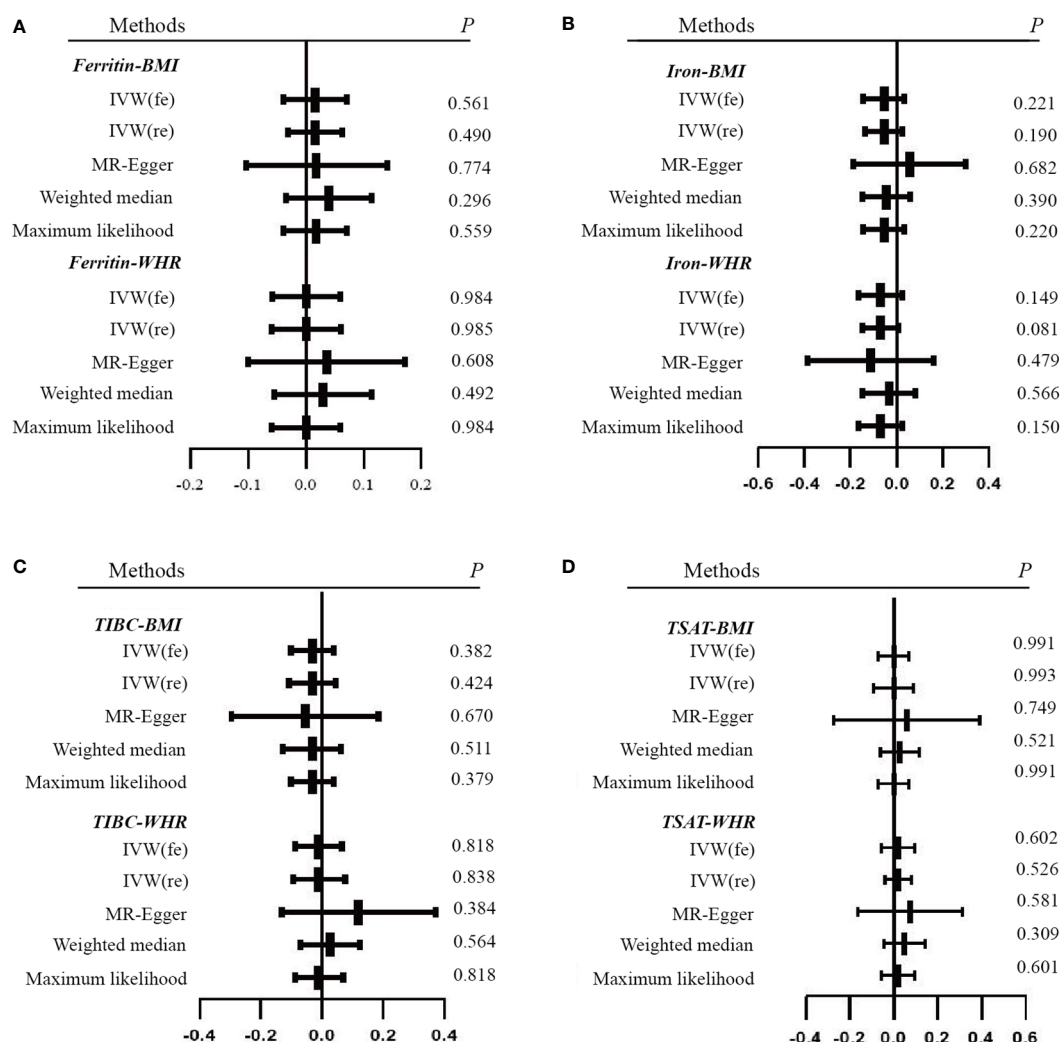 A
Methods P
Ferritin-BMI
IVW(fe) 0.561
IVW(re) 0.490
MR-Egger 0.774
Weighted median 0.296
Maximum likelihood 0.559
Ferritin-WHR
IVW(fe) 0.984
IVW(re) 0.985
MR-Egger 0.608
Weighted median 0.492
Maximum likelihood 0.984
-0.2 -0.1 0.0 0.1 0.2
B
Methods P
Iron-BMI
IVW(fe) 0.221
IVW(re) 0.190
MR-Egger 0.682
Weighted median 0.390
Maximum likelihood 0.220
Iron-WHR
IVW(fe) 0.149
IVW(re) 0.081
MR-Egger 0.479
Weighted median 0.566
Maximum likelihood 0.150
-0.6 -0.4 -0.2 0.0 0.2 0.4
C
Methods P
TIBC-BMI
IVW(fe) 0.382
IVW(re) 0.424
MR-Egger 0.670
Weighted median 0.511
Maximum likelihood 0.379
TIBC-WHR
IVW(fe) 0.818
IVW(re) 0.838
MR-Egger 0.384
Weighted median 0.564
Maximum likelihood 0.818
-0.4 -0.2 0.0 0.2 0.4
D
Methods P
TSAT-BMI
IVW(fe) 0.991
IVW(re) 0.993
MR-Egger 0.749
Weighted median 0.521
Maximum likelihood 0.991
TSAT-WHR
IVW(fe) 0.602
IVW(re) 0.526
MR-Egger 0.581
Weighted median 0.309
Maximum likelihood 0.601
-0.4 -0.2 0.0 0.2 0.4 0.6